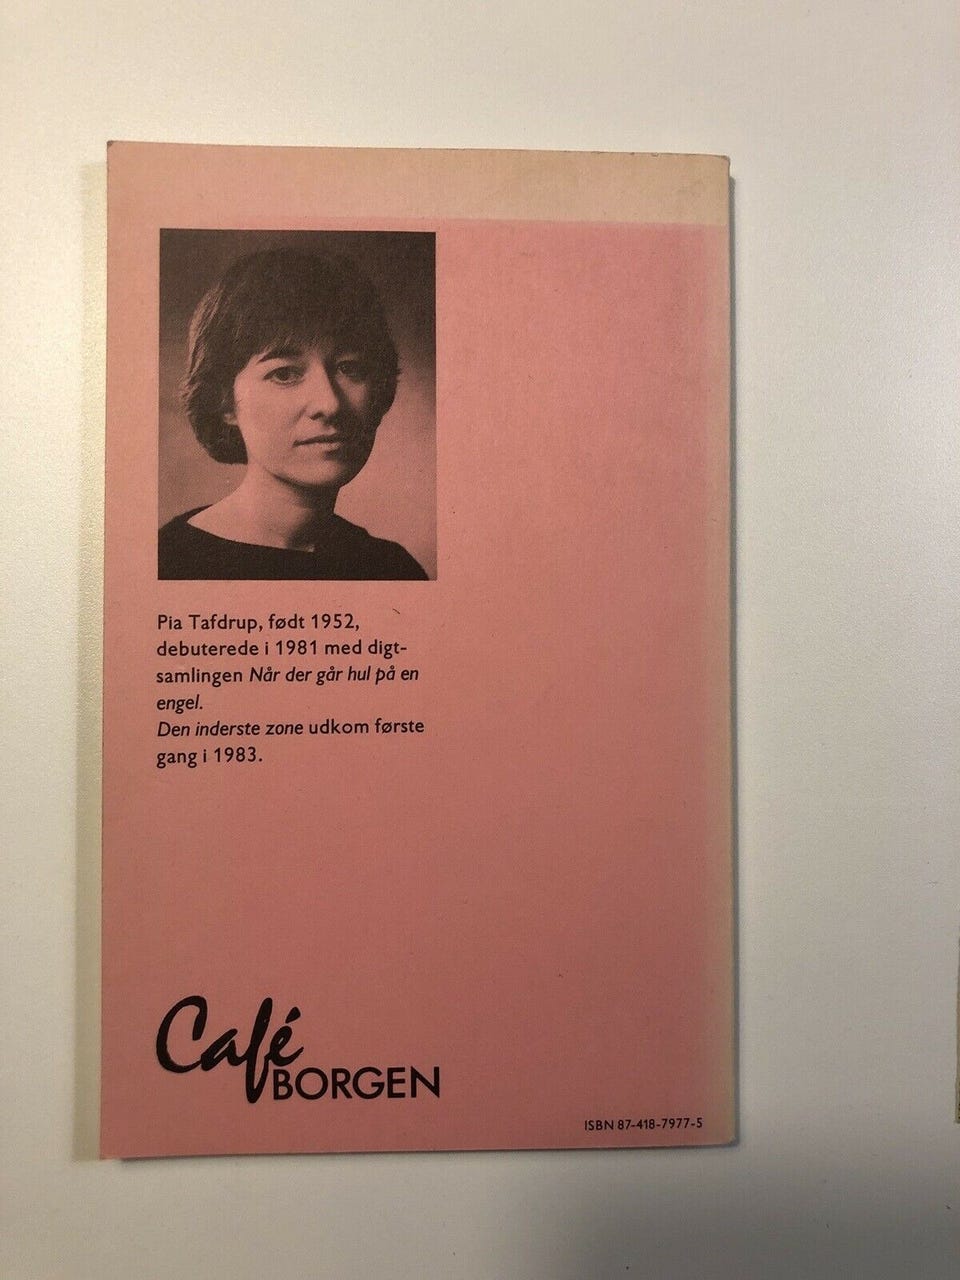 Pia Tafdrup, født 1952,
debuterede i 1981 med digt-
samlingen Når der går hul på en
engel.
Den inderste zone udkom første
gang i 1983.
Café
BORGEN
ISBN 87-418-7977-5